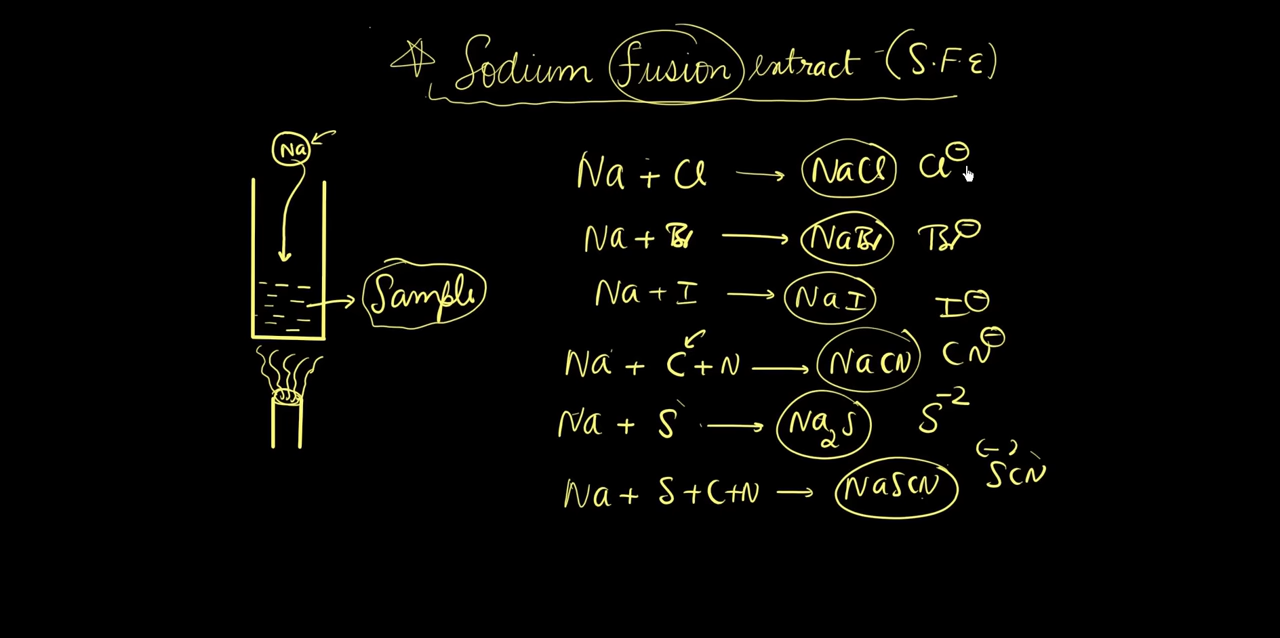 Sodium fusion extract - (S.F.E)
Na
Sample
Na + Cl → NaCl Cl⊖
Na + Br → NaBr Br⊖
Na + I → NaI I⊖
Na + C + N → NaCN CN⊖
Na + S → Na₂S S⁻²
Na + S + C + N → NaSCN SCN(-)